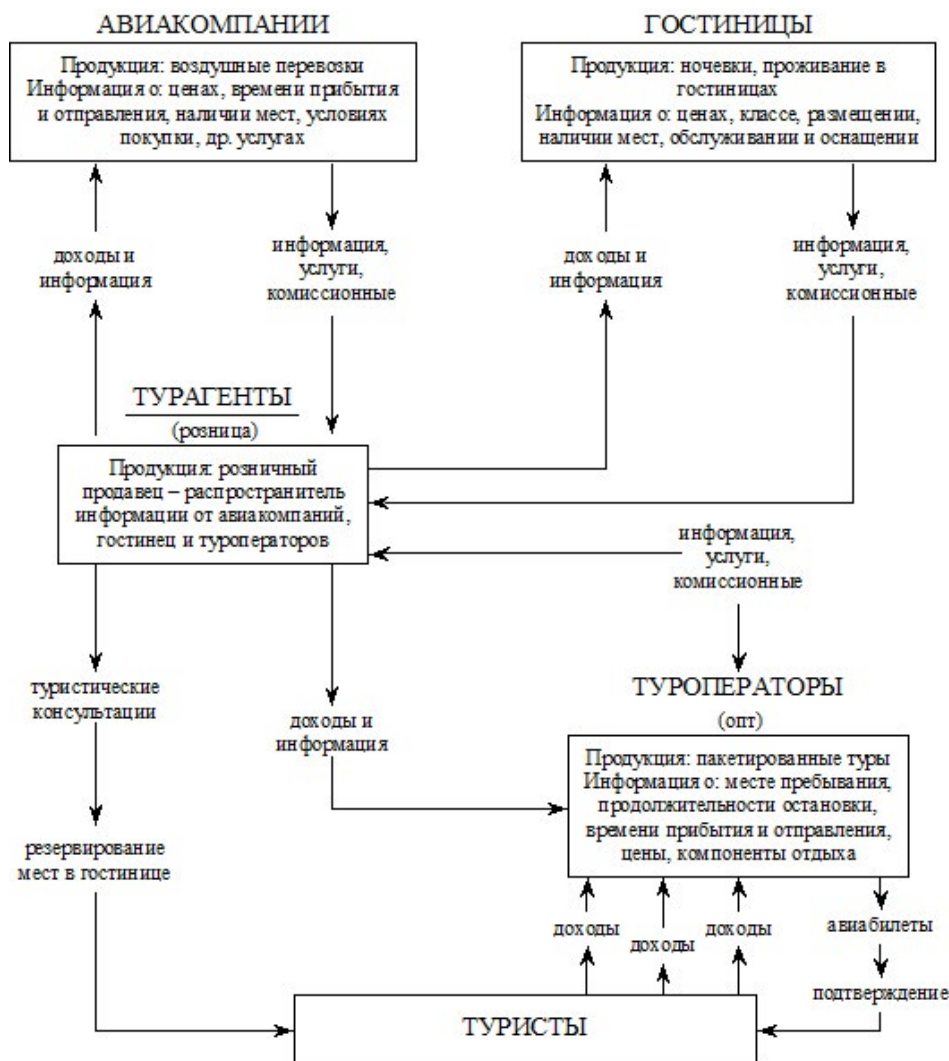 АВИАКОМПАНИИ
Продукция: воздушные перевозки
Информация о: ценах, времени прибытия
и отправления, наличии мест, условиях
покупки, др. услугах
ГОСТИНИЦЫ
Продукция: ночевки, проживание в
гостиницах
Информация о: ценах, классе, размещении,
наличии мест, обслуживании и оснащении
доходы и
информация
информация,
услуги,
комиссионные
доходы и
информация
информация,
услуги,
комиссионные
ТУРАГЕНТЫ
(розница)
Продукция: розничный
продавец – распространитель
информации от авиакомпаний,
гостинец и туроператоров
информация,
услуги,
комиссионные
туристические
консультации
доходы и
информация
ТУРОПЕРАТОРЫ
(опт)
Продукция: пакетированные туры
Информация о: месте пребывания,
продолжительности остановки,
времени прибытия и отправления,
цены, компоненты отдыха
резервирование
мест в гостинице
доходы
доходы
доходы
авиабилеты
подтверждение
ТУРИСТЫ